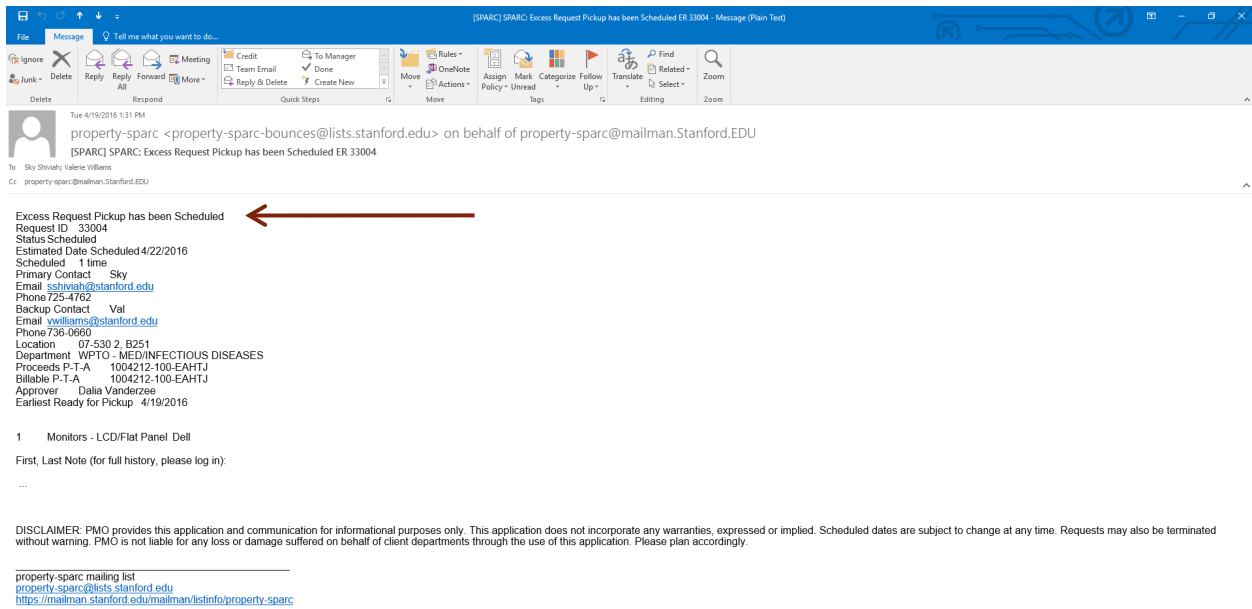 [SPARC] SPARC: Excess Request Pickup has been Scheduled ER 33004 - Message (Plain Text)
File Message Tell me what you want to do...
Ignore
Junk
Delete
Reply
Reply All
Forward
Meeting
More
Credit
Team Email
Reply & Delete
To Manager
Done
Create New
Move
Rules
OneNote
Actions
Assign Policy
Mark Unread
Categorize
Follow Up
Translate
Find
Related
Select
Zoom
Delete Respond Quick Steps Move Tags Editing Zoom
Tue 4/19/2016 1:31 PM
property-sparc <property-sparc-bounces@lists.stanford.edu> on behalf of property-sparc@mailman.Stanford.EDU
[SPARC] SPARC: Excess Request Pickup has been Scheduled ER 33004
To Sky Shiviah; Valerie Williams
Cc property-sparc@mailman.Stanford.EDU
Excess Request Pickup has been Scheduled
Request ID 33004
Status Scheduled
Estimated Date Scheduled 4/22/2016
Scheduled 1 time
Primary Contact Sky
Email sshiviah@stanford.edu
Phone 725-4762
Backup Contact Val
Email vwilliams@stanford.edu
Phone 736-0660
Location 07-530 2, B251
Department WPTO - MED/INFECTIOUS DISEASES
Proceeds P-T-A 1004212-100-EAHTJ
Billable P-T-A 1004212-100-EAHTJ
Approver Dalia Vanderzee
Earliest Ready for Pickup 4/19/2016
1 Monitors - LCD/Flat Panel Dell
First, Last Note (for full history, please log in):
...
DISCLAIMER: PMO provides this application and communication for informational purposes only. This application does not incorporate any warranties, expressed or implied. Scheduled dates are subject to change at any time. Requests may also be terminated
without warning. PMO is not liable for any loss or damage suffered on behalf of client departments through the use of this application. Please plan accordingly.
property-sparc mailing list
property-sparc@lists.stanford.edu
https://mailman.stanford.edu/mailman/listinfo/property-sparc